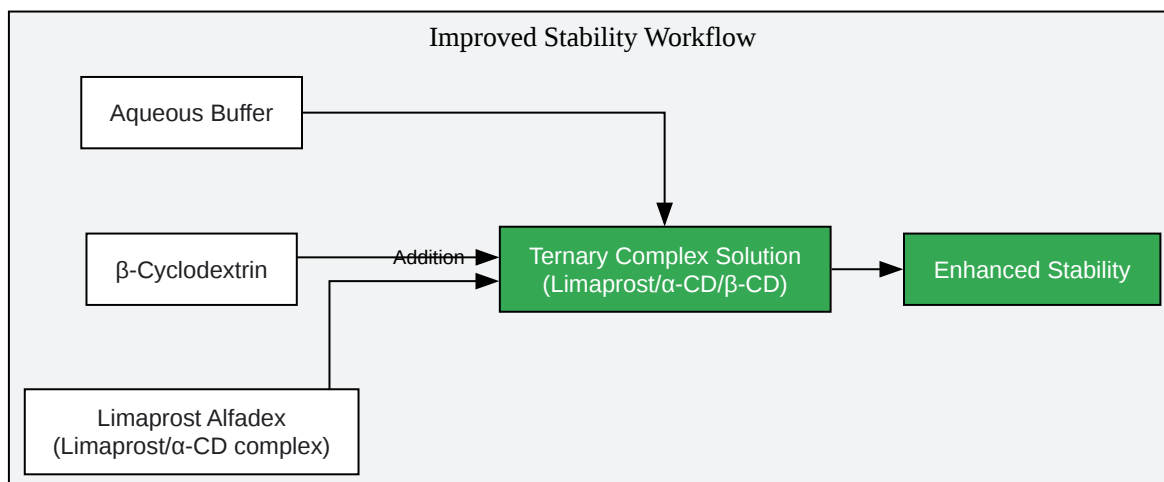 Improved Stability Workflow
Aqueous Buffer
β-Cyclodextrin
Addition
Ternary Complex Solution
(Limaprost/α-CD/β-CD)
Enhanced Stability
Limaprost Alfadex
(Limaprost/α-CD complex)